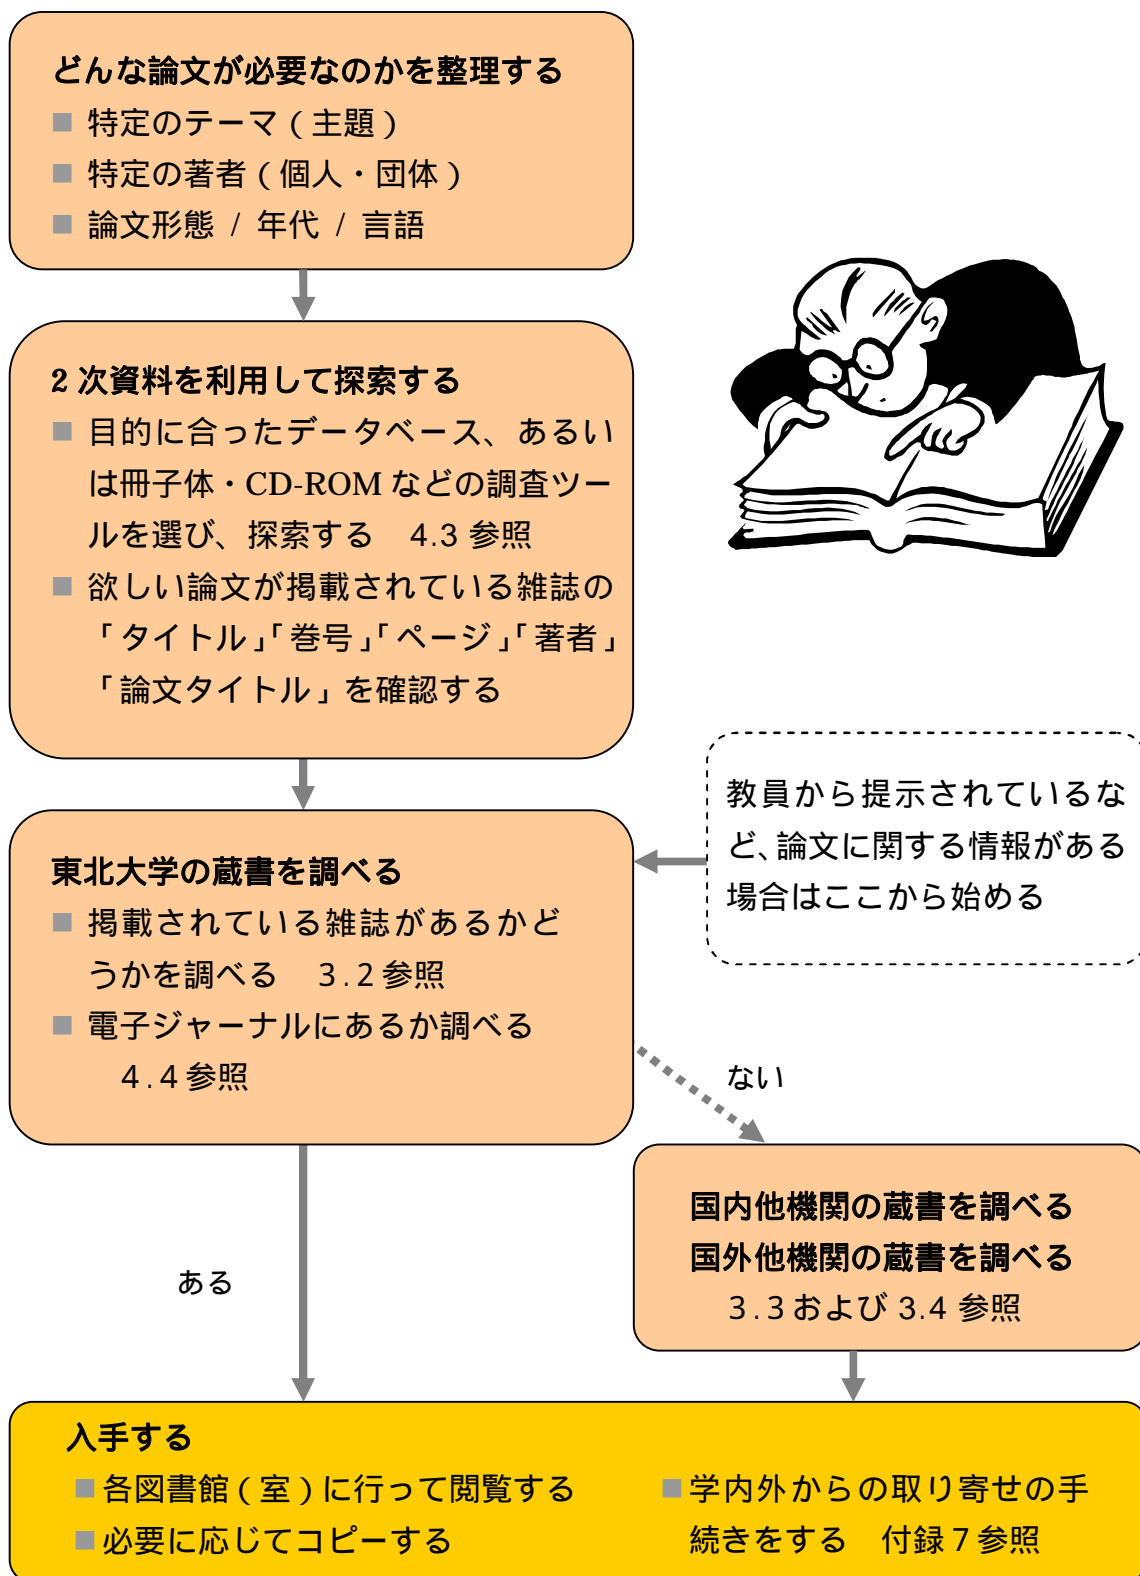 どんな論文が必要なのかを整理する
■ 特定のテーマ（主題）
■ 特定の著者（個人・団体）
■ 論文形態 / 年代 / 言語
2 次資料を利用して探索する
■ 目的に合ったデータベース、あるい
は冊子体・CD-ROM などの調査ツー
ルを選び、探索する　4.3 参照
■ 欲しい論文が掲載されている雑誌の
「タイトル」「巻号」「ページ」「著者」
「論文タイトル」を確認する
教員から提示されているな
ど、論文に関する情報がある
場合はここから始める
東北大学の蔵書を調べる
■ 掲載されている雑誌があるかど
うかを調べる　３.２参照
■ 電子ジャーナルにあるか調べる
４.４参照
ない
国内他機関の蔵書を調べる
国外他機関の蔵書を調べる
３.３および 3.4 参照
ある
入手する
■ 各図書館（室）に行って閲覧する
■ 必要に応じてコピーする
■ 学内外からの取り寄せの手
続きをする　付録７参照